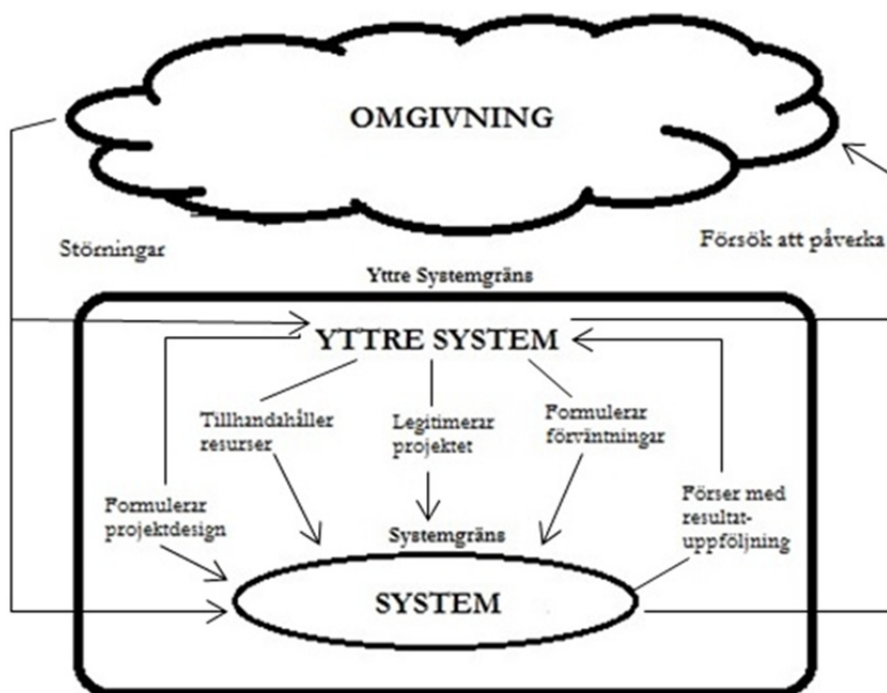 OMGIVNING
Störningar
Försök att påverka
Yttre Systemgräns
YTTRE SYSTEM
Tillhandahåller
resurser
Legitimerar
projektet
Formulerar
förväntningar
Formulerar
projektdesign
Förser med
resultat-
uppföljning
Systemgräns
SYSTEM